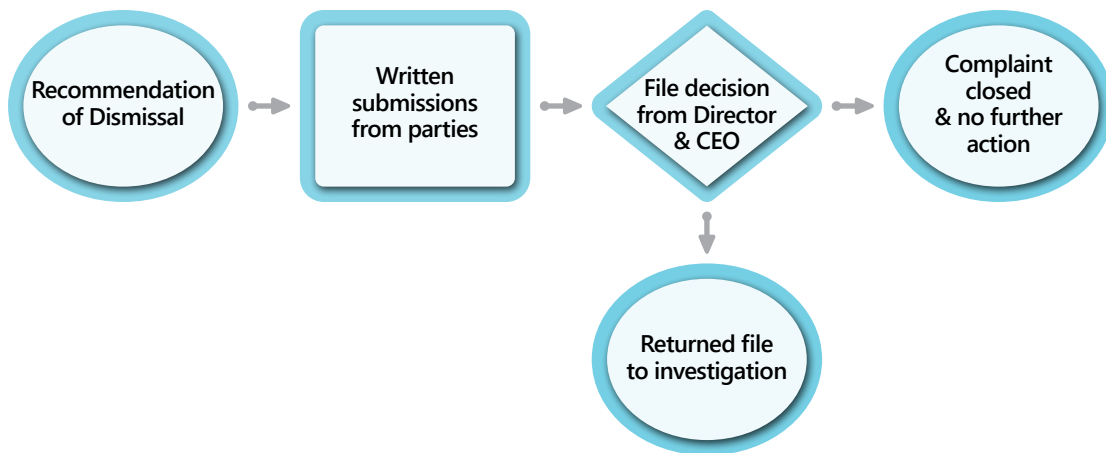 Recommendation
of Dismissal
Written
submissions
from parties
File decision
from Director
& CEO
Complaint
closed
& no further
action
Returned file
to investigation